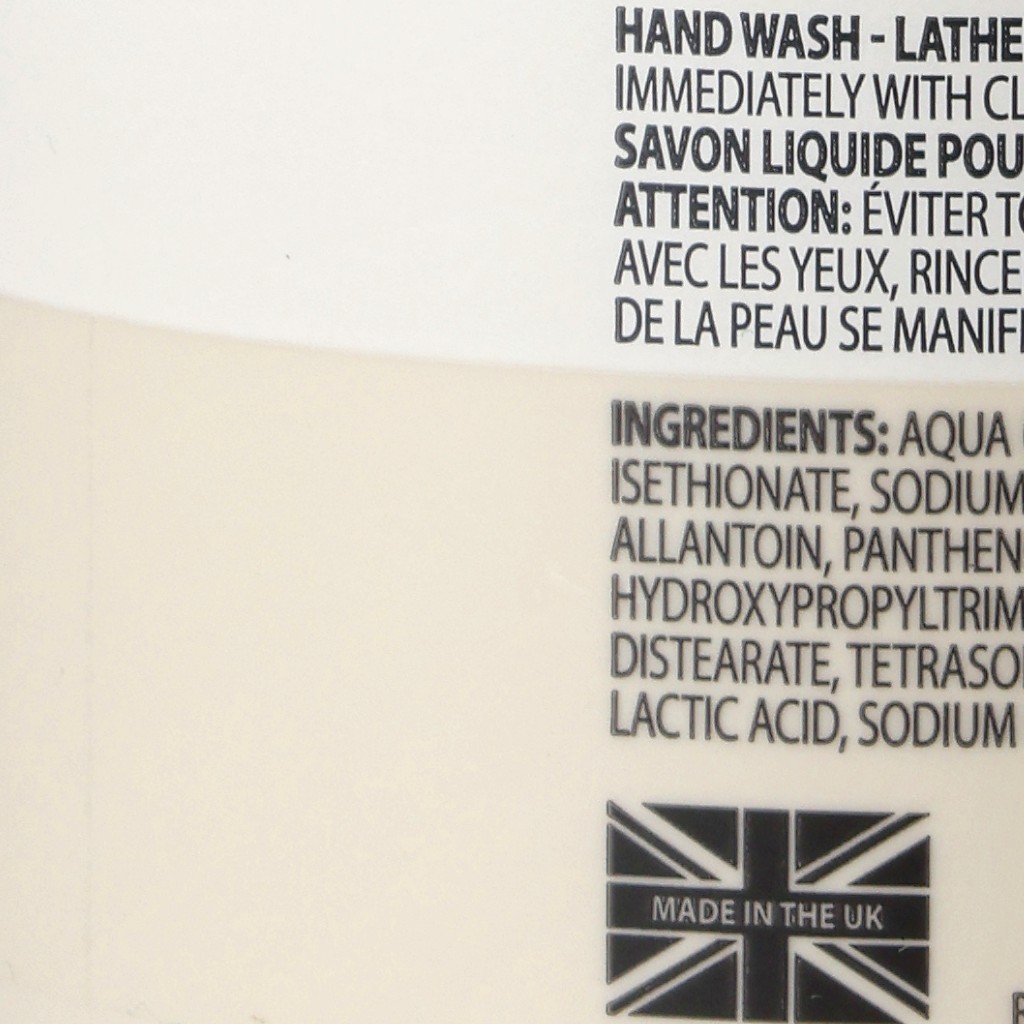 HAND WASH - LATHE
IMMEDIATELY WITH CL
SAVON LIQUIDE POU
ATTENTION: ÉVITER TO
AVEC LES YEUX, RINCE
DE LA PEAU SE MANIF
INGREDIENTS: AQUA
ISETHIONATE, SODIUM
ALLANTOIN, PANTHEN
HYDROXYPROPYLTRIM
DISTEARATE, TETRASO
LACTIC ACID, SODIUM
MADE IN THE UK